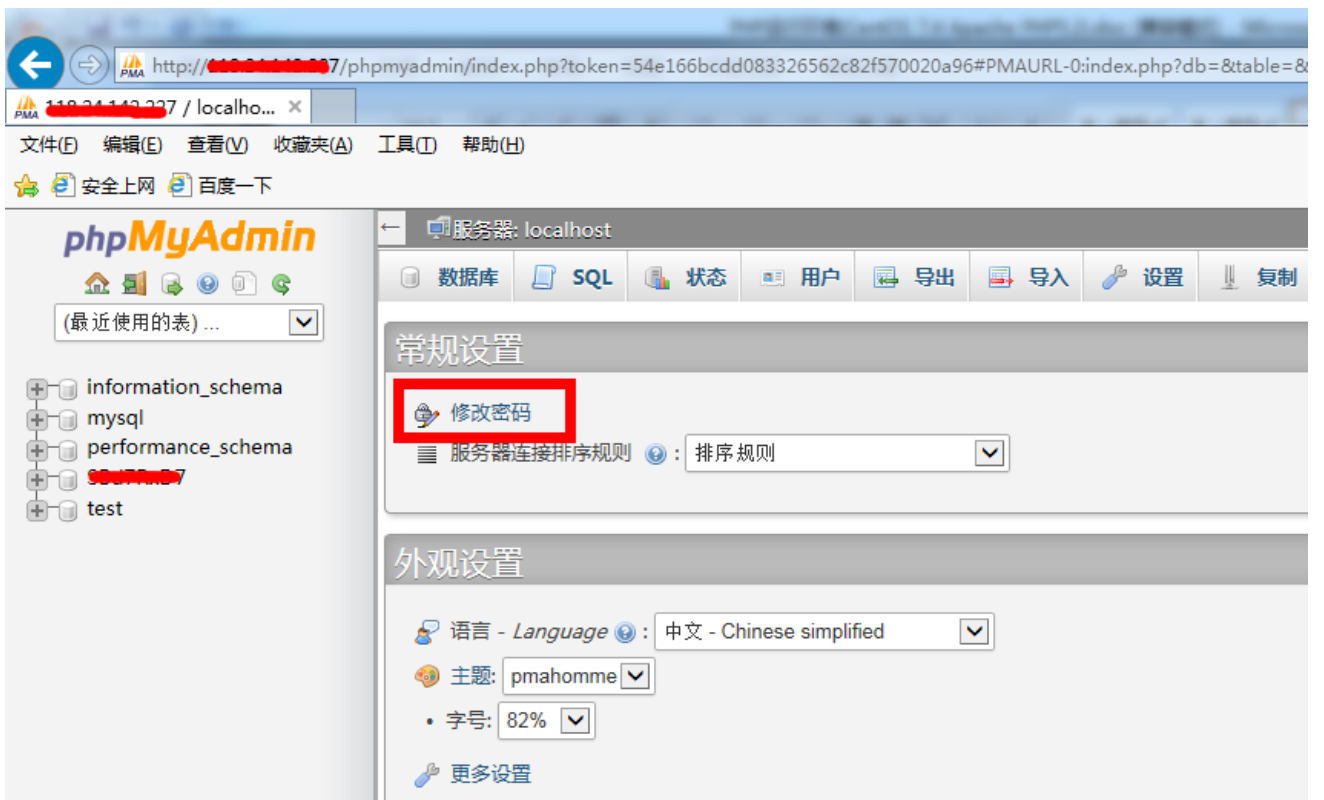 http://
7/phpmyadmin/index.php?token=54e166bcdd083326562c82f570020a96#PMAURL-0:index.php?db=&table=&
7 / localho...
文件(F) 编辑(E) 查看(V) 收藏夹(A) 工具(T) 帮助(H)
安全上网 百度一下
phpMyAdmin
(最近使用的表) ...
information_schema
mysql
performance_schema
7
test
服务器: localhost
数据库 SQL 状态 用户 导出 导入 设置 复制
常规设置
修改密码
服务器连接排序规则 : 排序规则
外观设置
语言 - Language : 中文 - Chinese simplified
主题: pmahomme
• 字号: 82%
更多设置